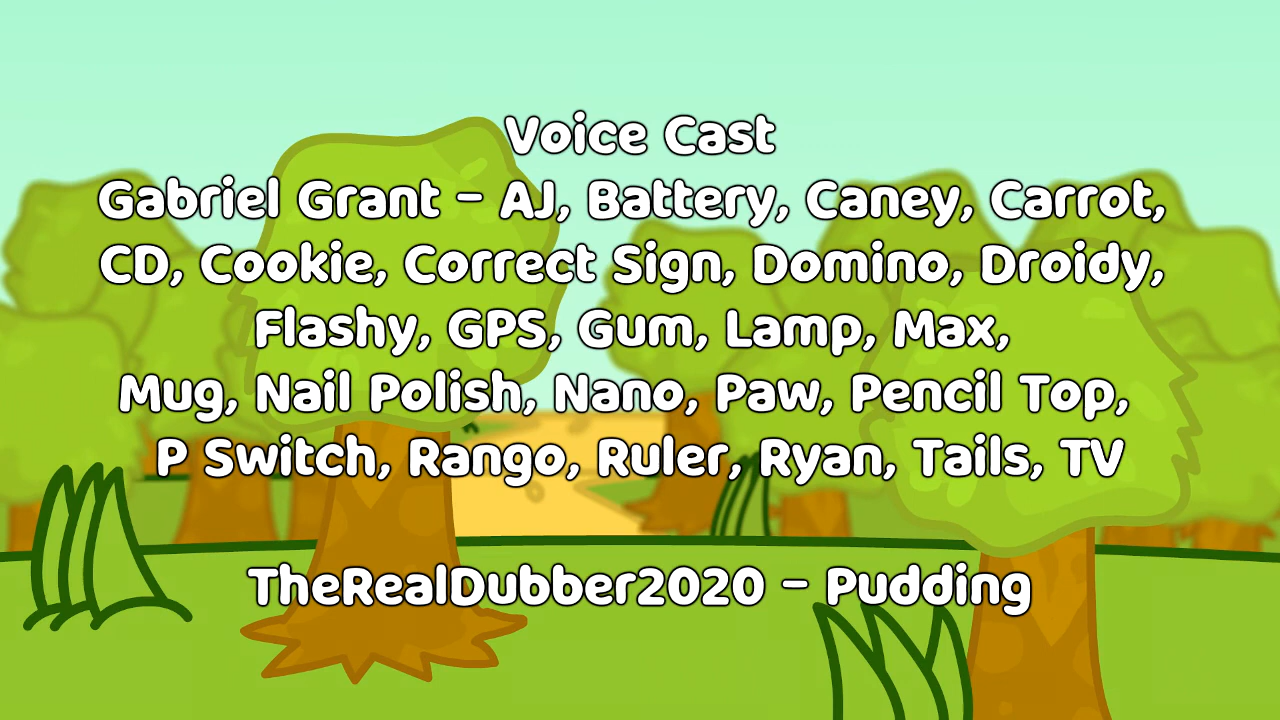 Voice Cast
Gabriel Grant - AJ, Battery, Caney, Carrot,
CD, Cookie, Correct Sign, Domino, Droidy,
Flashy, GPS, Gum, Lamp, Max,
Mug, Nail Polish, Nano, Paw, Pencil Top,
P Switch, Rango, Ruler, Ryan, Tails, TV
TheRealDubber2020 - Pudding